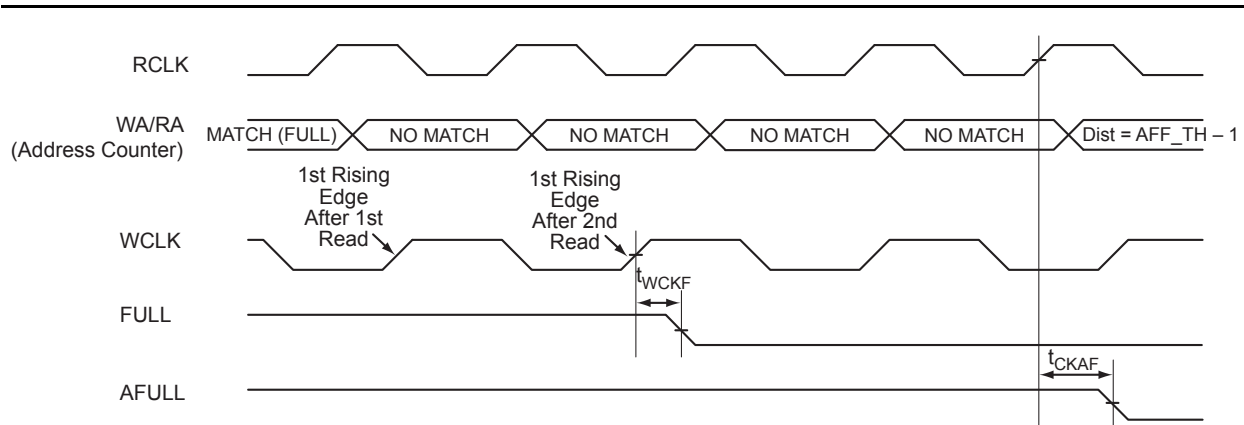 RCLK
WA/RA
(Address Counter)
MATCH (FULL)
NO MATCH
NO MATCH
NO MATCH
NO MATCH
Dist = AFF_TH – 1
1st Rising
Edge
After 1st
Read
1st Rising
Edge
After 2nd
Read
WCLK
tWCKF
FULL
tCKAF
AFULL